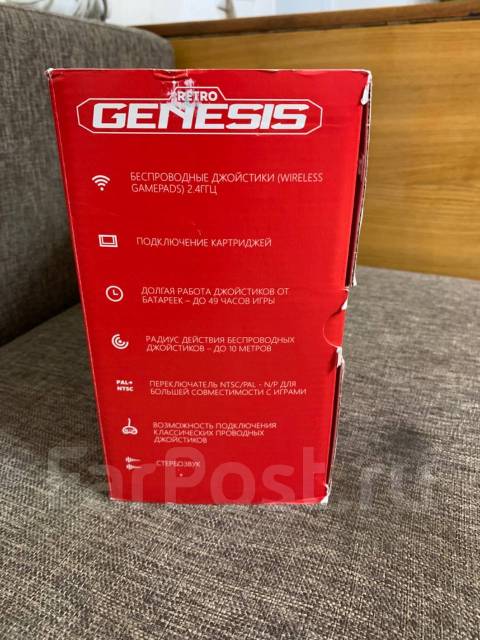 RETRO
GENESIS
БЕСПРОВОДНЫЕ ДЖОЙСТИКИ (WIRELESS
GAMEPADS) 2.4ГГЦ
ПОДКЛЮЧЕНИЕ КАРТРИДЖЕЙ
ДОЛГАЯ РАБОТА ДЖОЙСТИКОВ ОТ
БАТАРЕЕК – ДО 49 ЧАСОВ ИГРЫ
РАДИУС ДЕЙСТВИЯ БЕСПРОВОДНЫХ
ДЖОЙСТИКОВ – ДО 10 МЕТРОВ
PAL+
NTSC
ПЕРЕКЛЮЧАТЕЛЬ NTSC/PAL - N/P ДЛЯ
БОЛЬШЕЙ СОВМЕСТИМОСТИ С ИГРАМИ
ВОЗМОЖНОСТЬ ПОДКЛЮЧЕНИЯ
КЛАССИЧЕСКИХ ПРОВОДНЫХ
ДЖОЙСТИКОВ
СТЕРЕОЗВУК
FarPost.ru